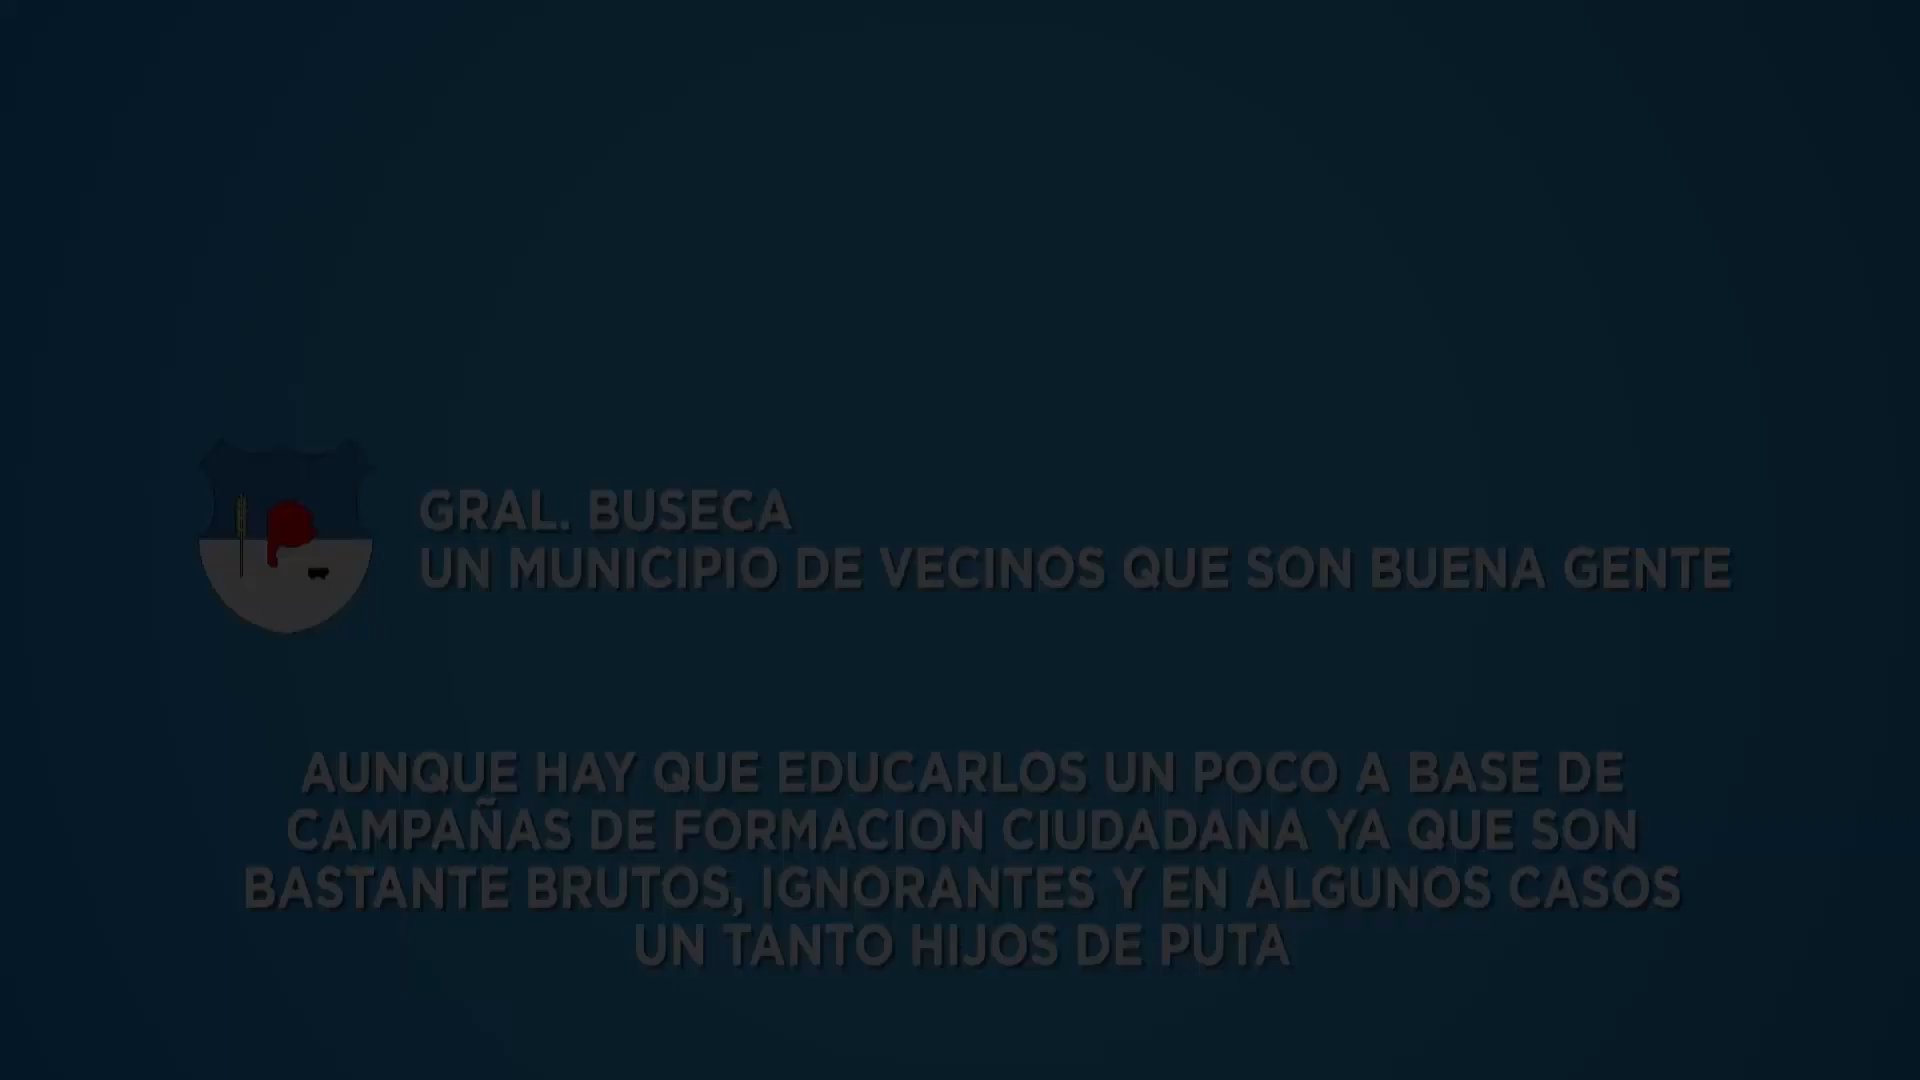 GRAL. BUSECA
UN MUNICIPIO DE VECINOS QUE SON BUENA GENTE
AUNQUE HAY QUE EDUCARLOS UN POCO A BASE DE
CAMPAÑAS DE FORMACION CIUDADANA YA QUE SON
BASTANTE BRUTOS, IGNORANTES Y EN ALGUNOS CASOS
UN TANTO HIJOS DE PUTA